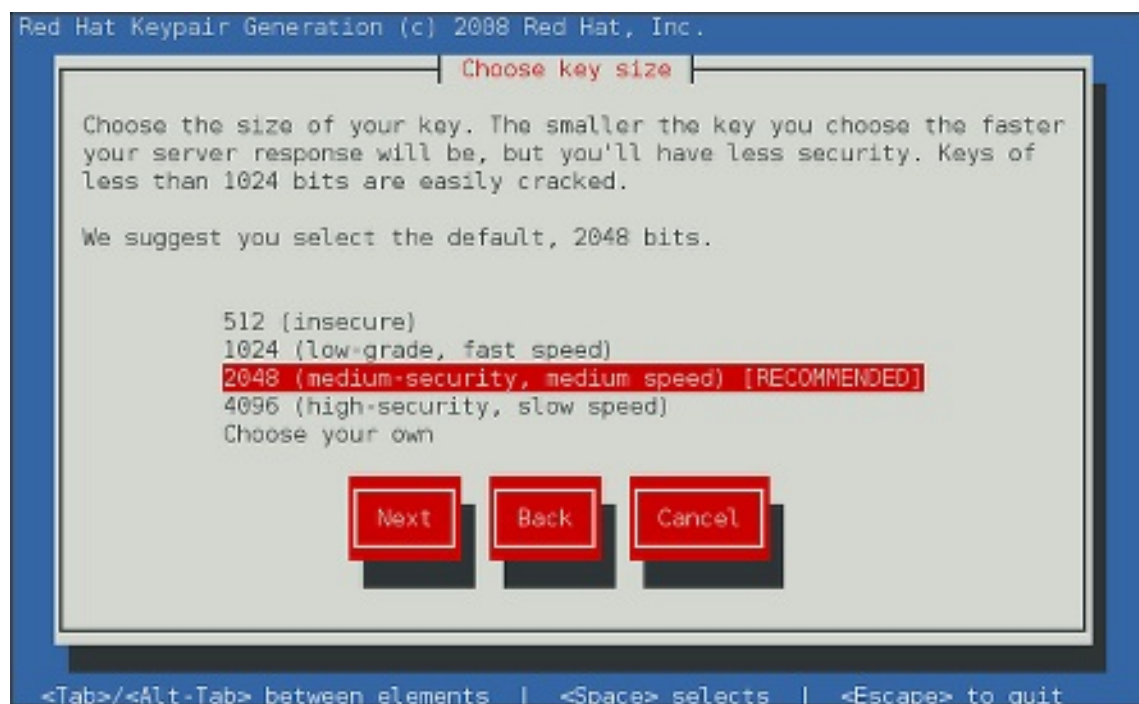 Red Hat Keypair Generation (c) 2008 Red Hat, Inc.
Choose key size
Choose the size of your key. The smaller the key you choose the faster
your server response will be, but you'll have less security. Keys of
less than 1024 bits are easily cracked.
We suggest you select the default, 2048 bits.
512 (insecure)
1024 (low-grade, fast speed)
2048 (medium-security, medium speed) [RECOMMENDED]
4096 (high-security, slow speed)
Choose your own
Next Back Cancel
<Tab>/<Alt-Tab> between elements | <Space> selects | <Escape> to quit